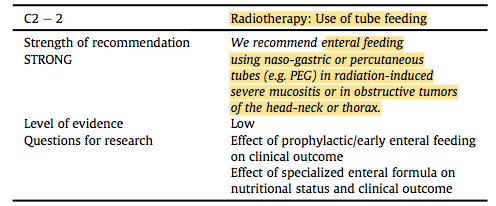 C2 – 2 Radiotherapy: Use of tube feeding
Strength of recommendation We recommend enteral feeding
STRONG using naso-gastric or percutaneous
tubes (e.g. PEG) in radiation-induced
severe mucositis or in obstructive tumors
of the head-neck or thorax.
Level of evidence Low
Questions for research Effect of prophylactic/early enteral feeding
on clinical outcome
Effect of specialized enteral formula on
nutritional status and clinical outcome